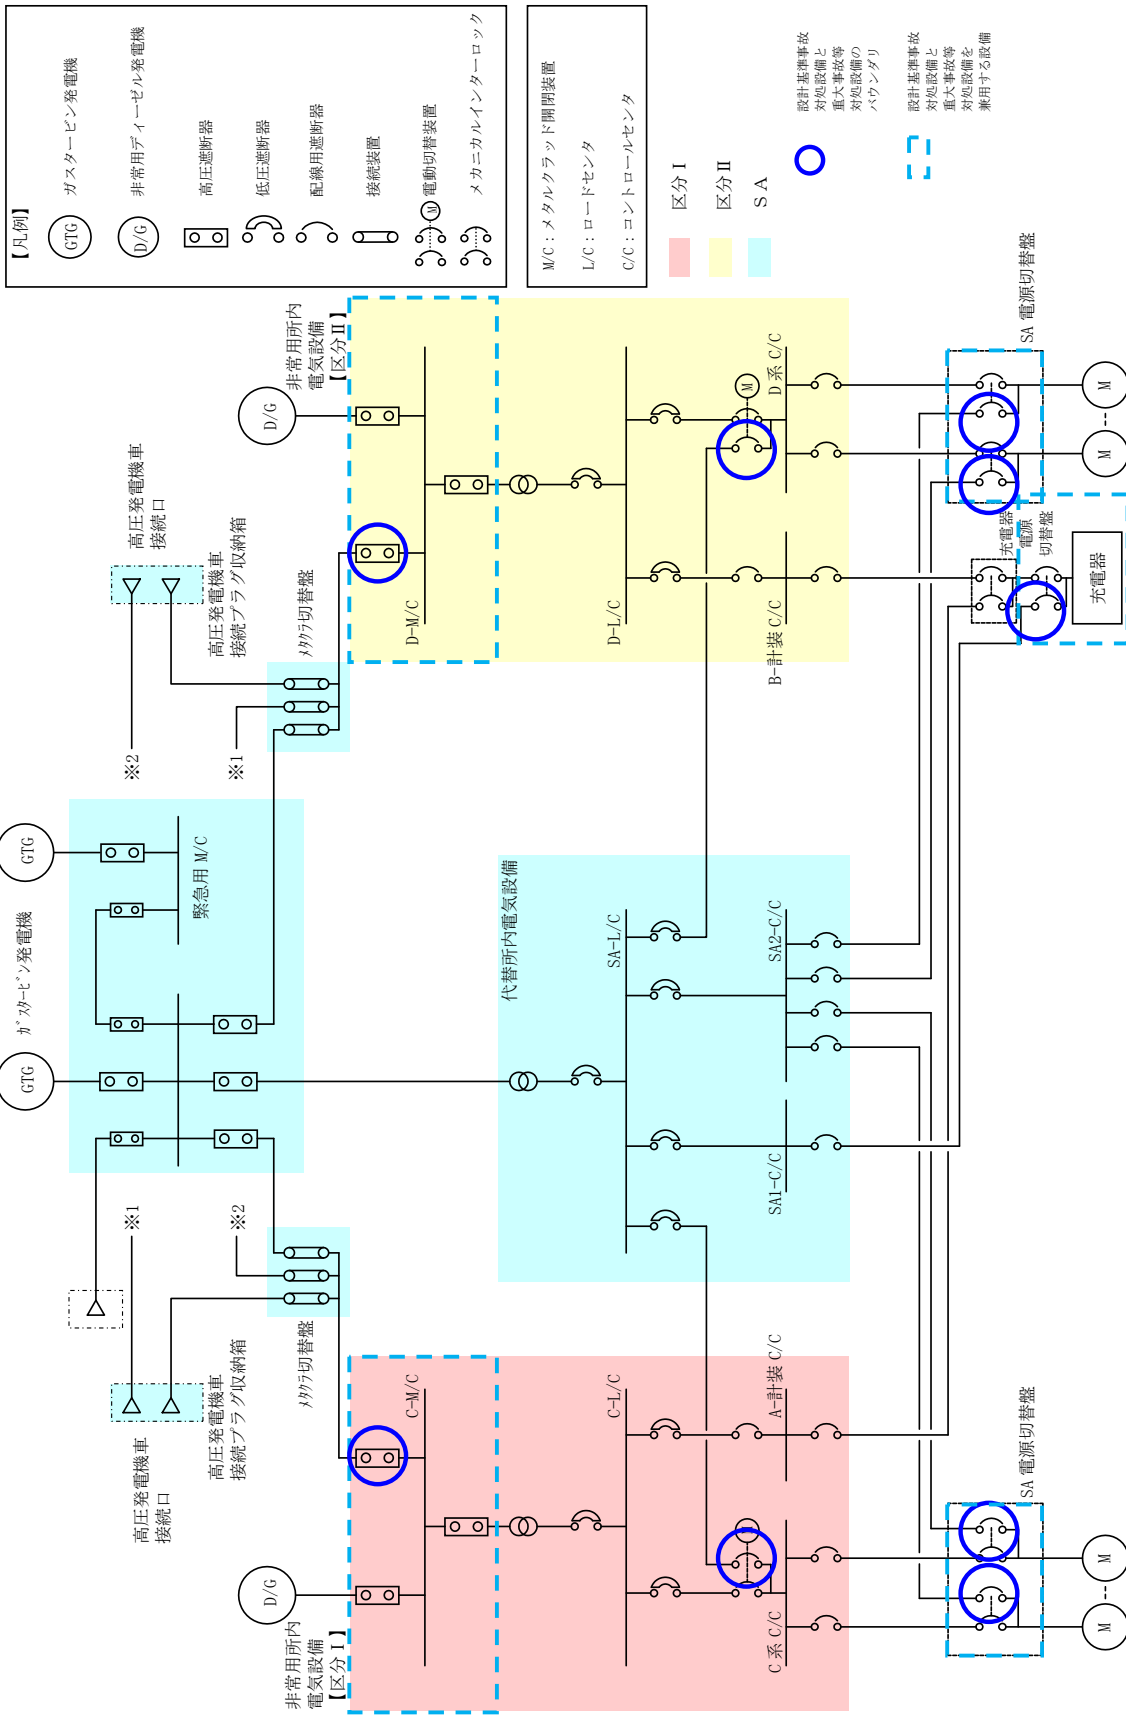 【凡例】
GTG
ガスタービン発電機
D/G
非常用ディーゼル発電機
高圧遮断器
低圧遮断器
配線用遮断器
接続装置
M
電動切替装置
メカニカルインターロック
M/C：メタルクラッド開閉装置
L/C：ロードセンタ
C/C：コントロールセンタ
区分Ⅰ
区分Ⅱ
ＳＡ
設計基準事故
対処設備と
重大事故等
対処設備の
バウンダリ
設計基準事故
対処設備と
重大事故等
対処設備を
兼用する設備
GTG
ｶﾞｽﾀｰﾋﾞﾝ発電機
GTG
緊急用 M/C
高圧発電機車
接続口
高圧発電機車
接続プラグ収納箱
ﾒﾀｸﾗ切替盤
※2
※1
※1
※2
高圧発電機車
接続口
高圧発電機車
接続プラグ収納箱
ﾒﾀｸﾗ切替盤
D/G
非常用所内
電気設備
【区分Ⅰ】
C-M/C
C-L/C
C 系 C/C
A-計装 C/C
代替所内電気設備
SA-L/C
SA1-C/C
SA2-C/C
D/G
非常用所内
電気設備
【区分Ⅱ】
D-M/C
D-L/C
B-計装 C/C
D 系 C/C
M
SA 電源切替盤
M
M
SA 電源切替盤
M
M
充電器
電源
切替盤
充電器